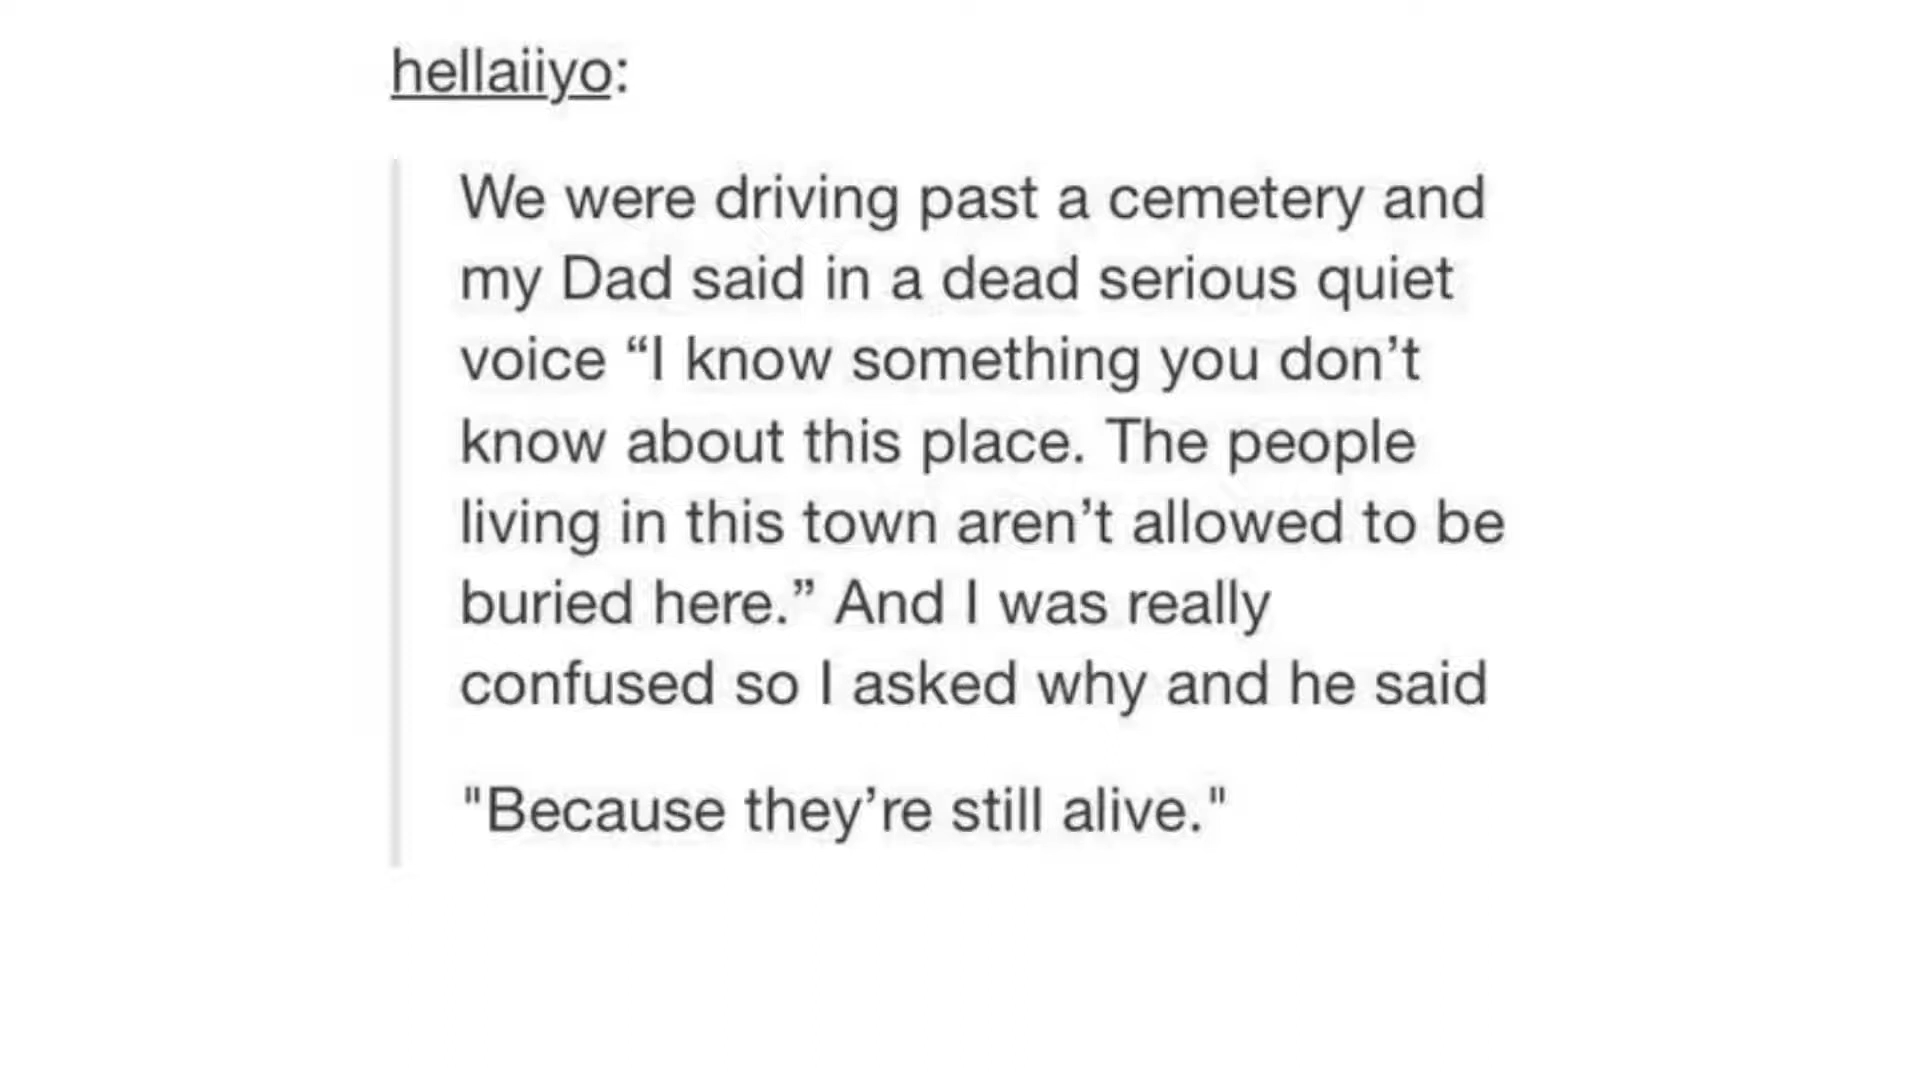 hellaiiyo:
We were driving past a cemetery and
my Dad said in a dead serious quiet
voice “I know something you don’t
know about this place. The people
living in this town aren’t allowed to be
buried here.” And I was really
confused so I asked why and he said
"Because they’re still alive."